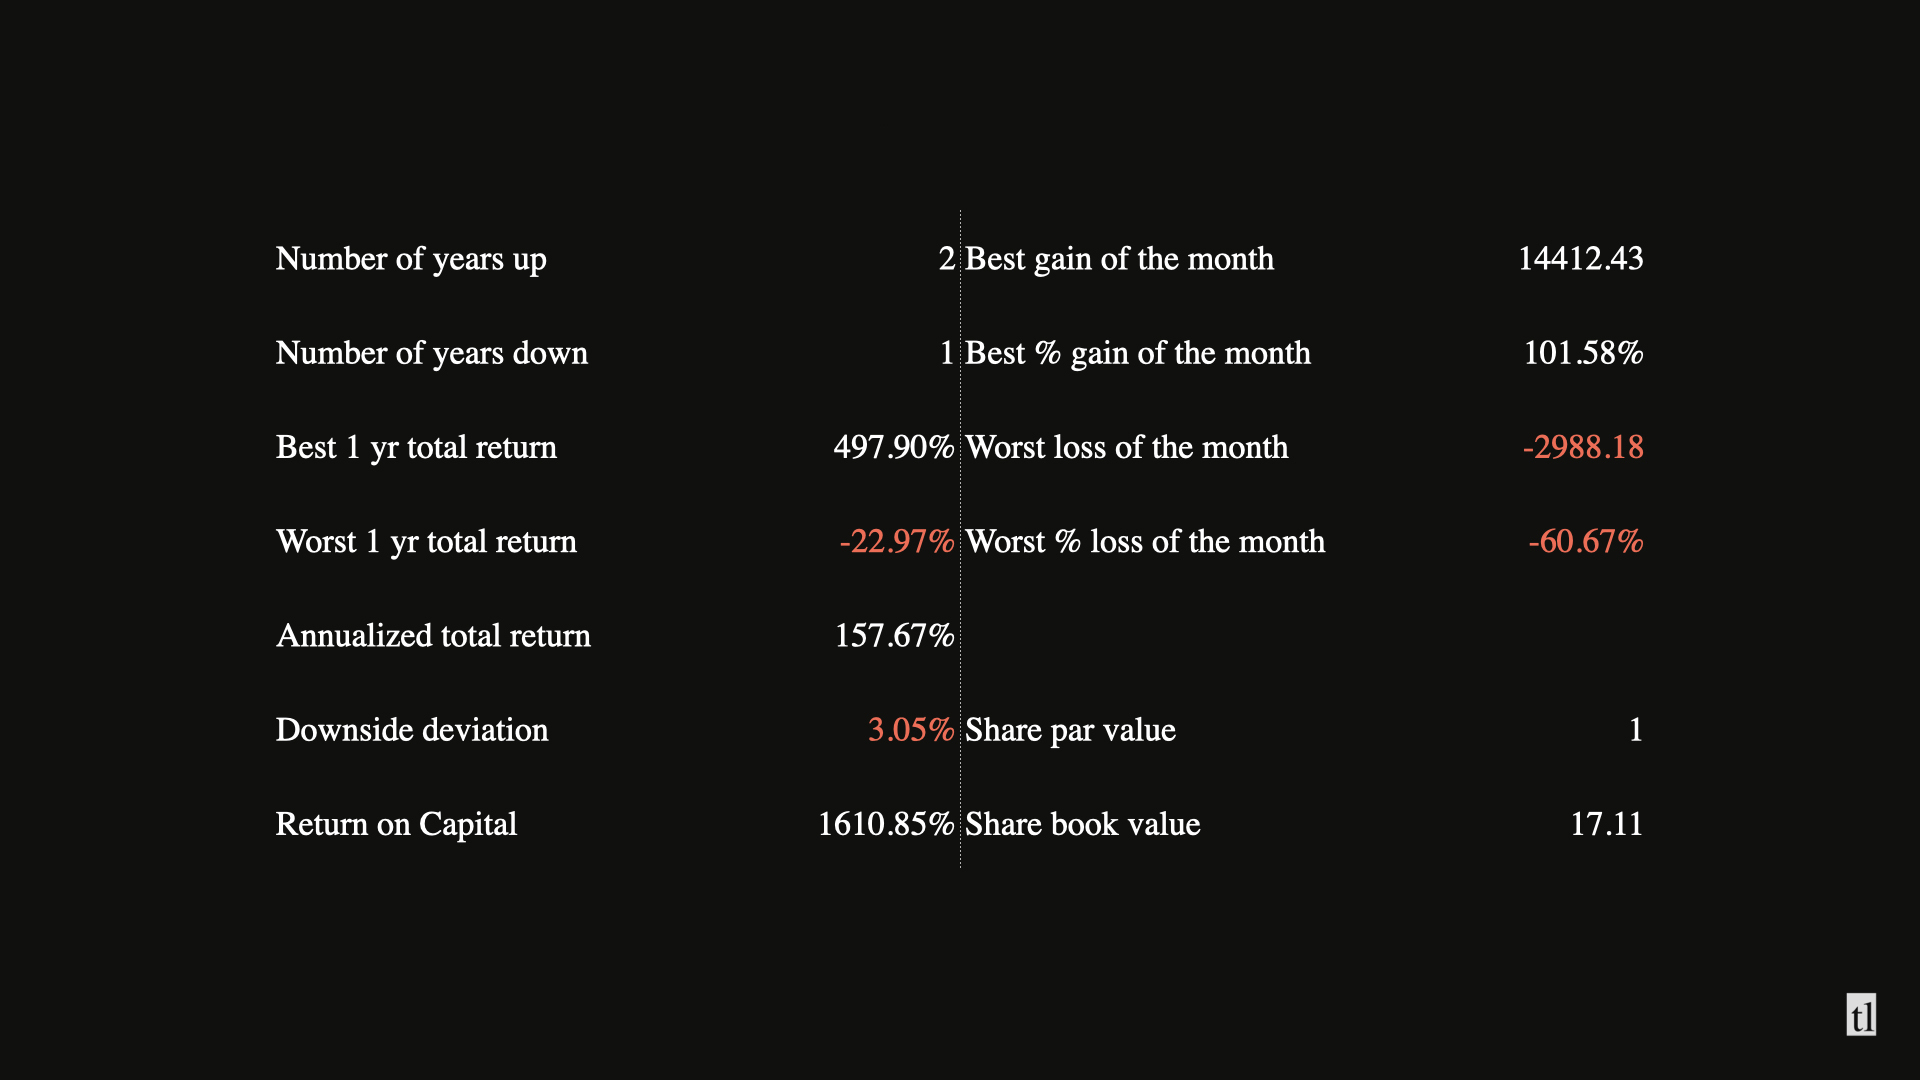 Number of years up 2 Best gain of the month 14412.43
Number of years down 1 Best % gain of the month 101.58%
Best 1 yr total return 497.90% Worst loss of the month -2988.18
Worst 1 yr total return -22.97% Worst % loss of the month -60.67%
Annualized total return 157.67%
Downside deviation 3.05% Share par value 1
Return on Capital 1610.85% Share book value 17.11
tl